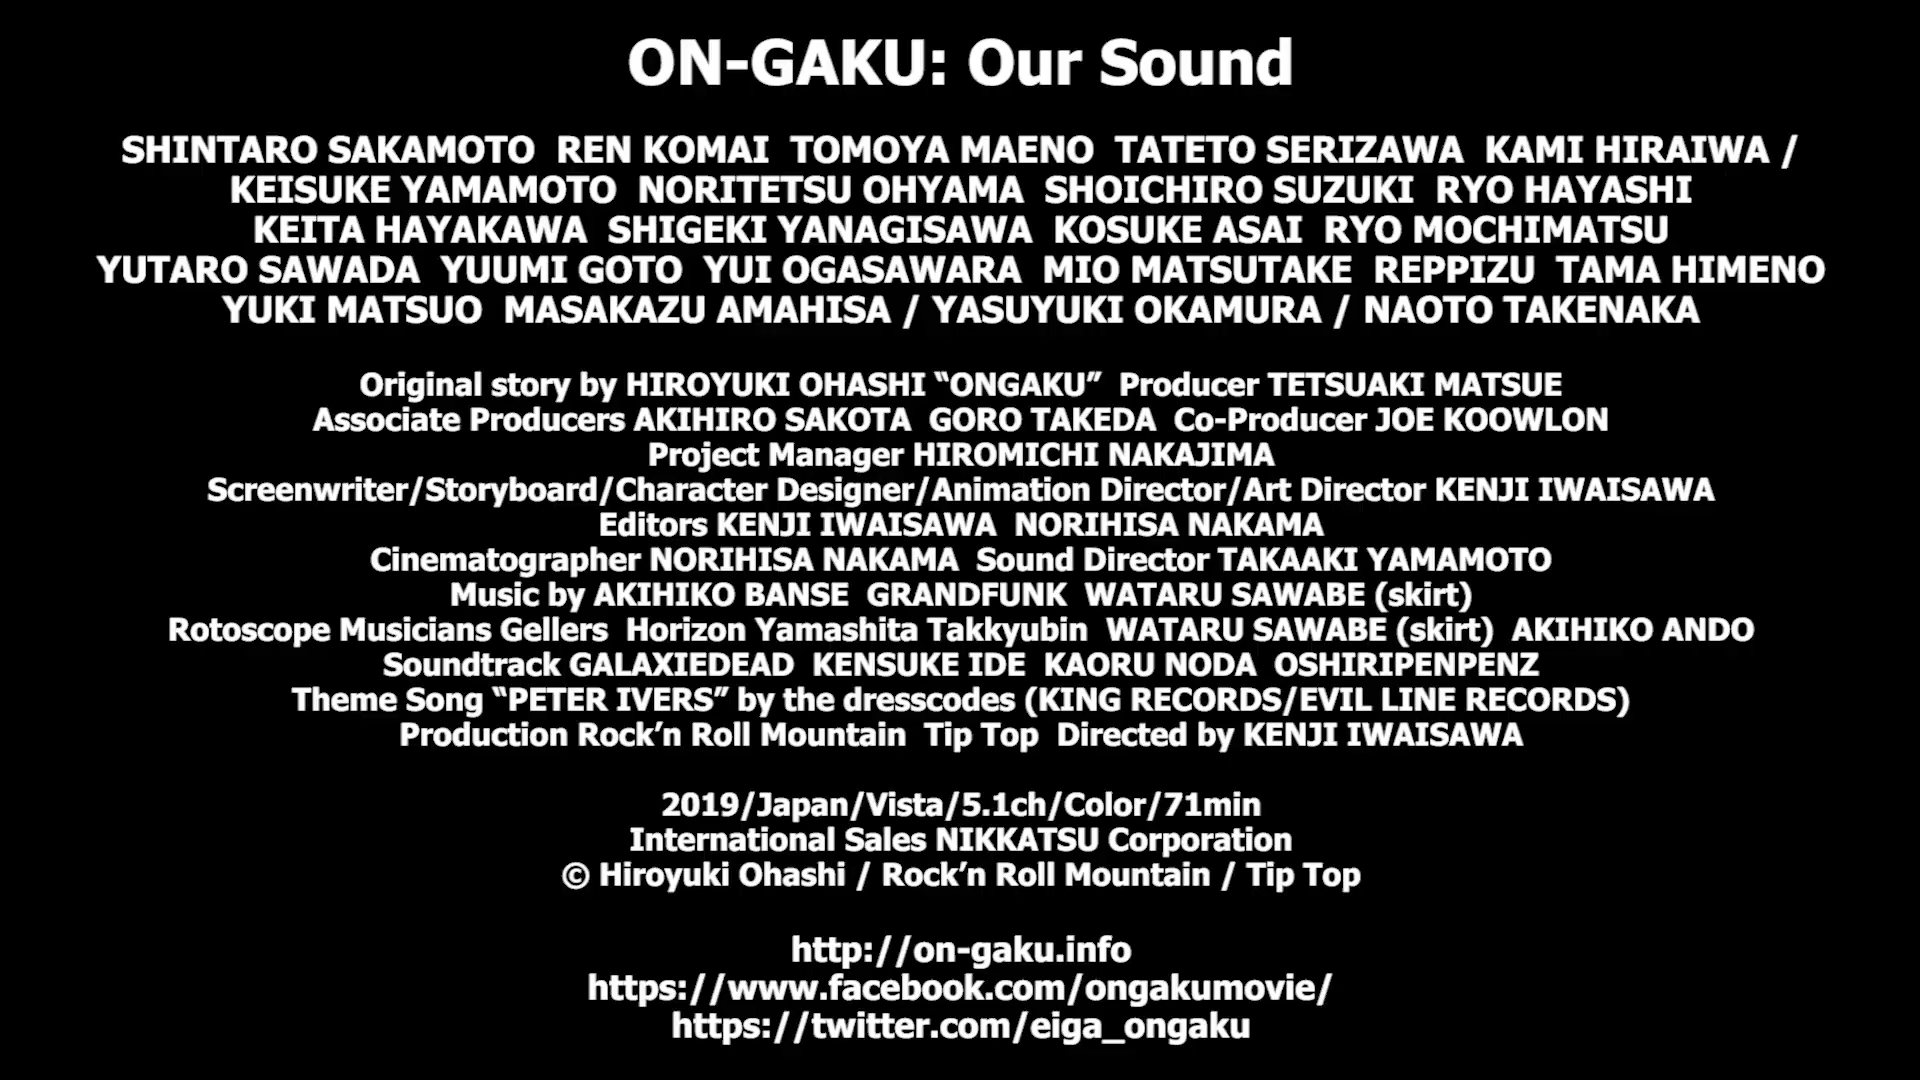 ON-GAKU: Our Sound
SHINTARO SAKAMOTO REN KOMAI TOMOYA MAENO TATETO SERIZAWA KAMI HIRAIWA /
KEISUKE YAMAMOTO NORITETSU OHYAMA SHOICHIRO SUZUKI RYO HAYASHI
KEITA HAYAKAWA SHIGEKI YANAGISAWA KOSUKE ASAI RYO MOCHIMATSU
YUTARO SAWADA YUUMI GOTO YUI OGASAWARA MIO MATSUTAKE REPPIZU TAMA HIMENO
YUKI MATSUO MASAKAZU AMAHISA / YASUYUKI OKAMURA / NAOTO TAKENAKA
Original story by HIROYUKI OHASHI “ONGAKU” Producer TETSUAKI MATSUE
Associate Producers AKIHIRO SAKOTA GORO TAKEDA Co-Producer JOE KOOWLON
Project Manager HIROMICHI NAKAJIMA
Screenwriter/Storyboard/Character Designer/Animation Director/Art Director KENJI IWAISAWA
Editors KENJI IWAISAWA NORIHISA NAKAMA
Cinematographer NORIHISA NAKAMA Sound Director TAKAAKI YAMAMOTO
Music by AKIHIKO BANSE GRANDFUNK WATARU SAWABE (skirt)
Rotoscope Musicians Gellers Horizon Yamashita Takkyubin WATARU SAWABE (skirt) AKIHIKO ANDO
Soundtrack GALAXIEDEAD KENSUKE IDE KAORU NODA OSHIRIPENPENZ
Theme Song “PETER IVERS” by the dresscodes (KING RECORDS/EVIL LINE RECORDS)
Production Rock’n Roll Mountain Tip Top Directed by KENJI IWAISAWA
2019/Japan/Vista/5.1ch/Color/71min
International Sales NIKKATSU Corporation
© Hiroyuki Ohashi / Rock’n Roll Mountain / Tip Top
http://on-gaku.info
https://www.facebook.com/ongakumovie/
https://twitter.com/eiga_ongaku